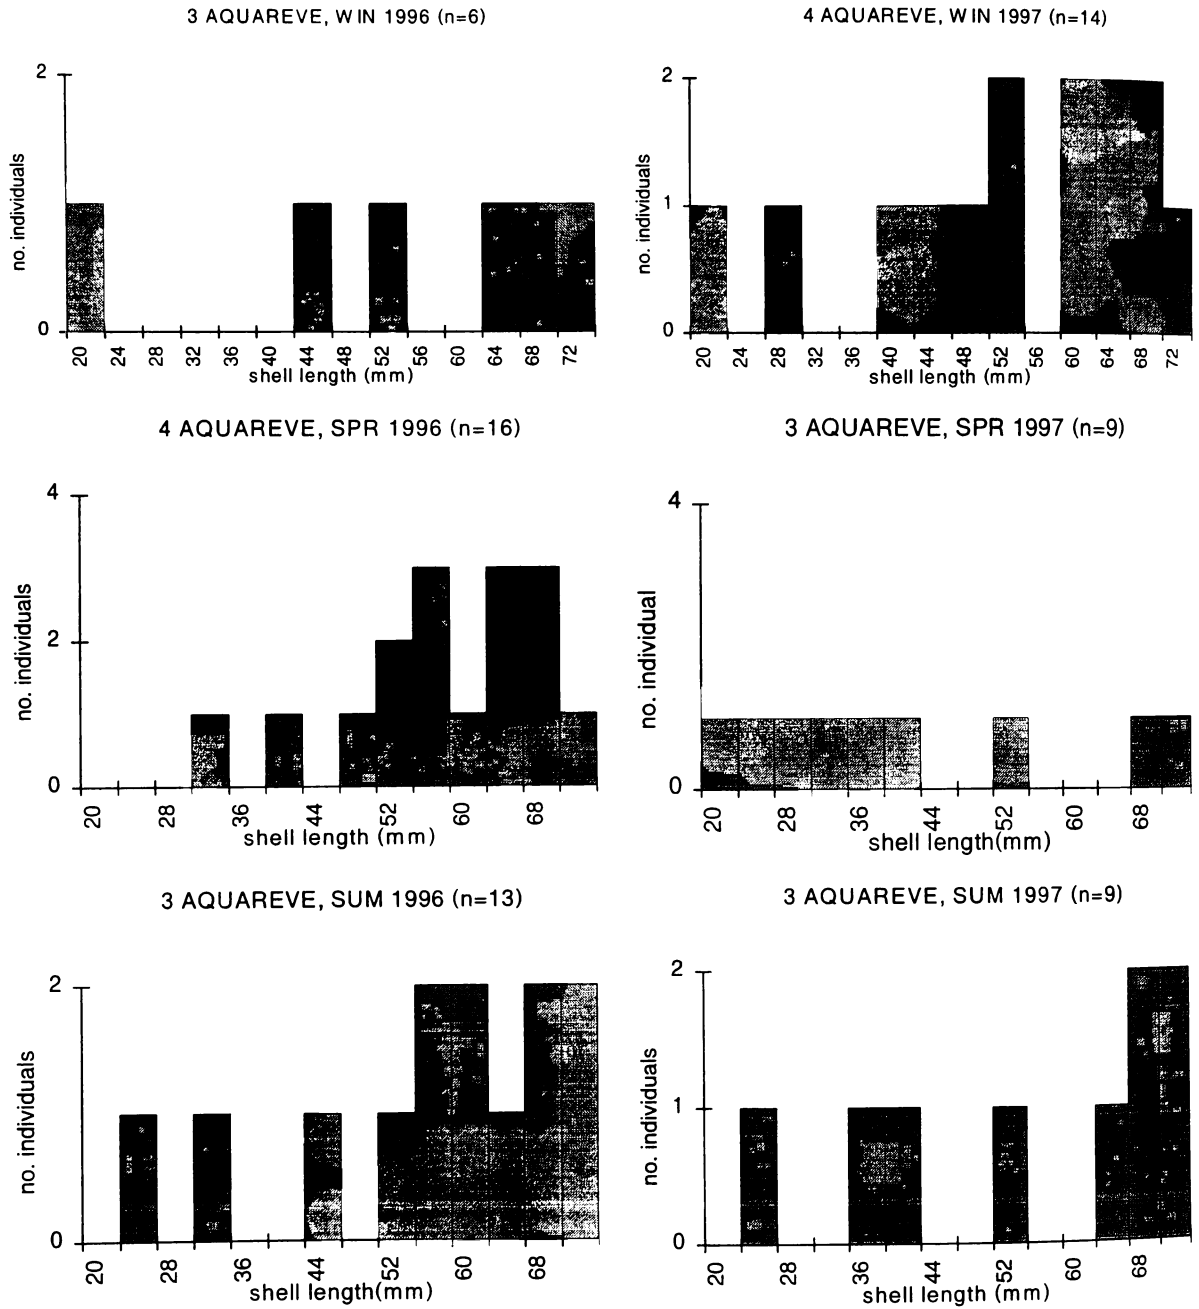 3 AQUAREVE, WIN 1996 (n=6)
2
1
0
no. individuals
20 24 28 32 36 40 44 48 52 56 60 64 68 72
shell length (mm)
4 AQUAREVE, WIN 1997 (n=14)
2
1
0
no. individuals
20 24 28 32 36 40 44 48 52 56 60 64 68 72
shell length (mm)
4 AQUAREVE, SPR 1996 (n=16)
4
2
0
no. individuals
20 28 36 44 52 60 68
shell length (mm)
3 AQUAREVE, SPR 1997 (n=9)
4
2
0
no. individual
20 28 36 44 52 60 68
shell length(mm)
3 AQUAREVE, SUM 1996 (n=13)
2
1
0
no. individuals
20 28 36 44 52 60 68
shell length(mm)
3 AQUAREVE, SUM 1997 (n=9)
2
1
0
no. individuals
20 28 36 44 52 60 68
shell length (mm)